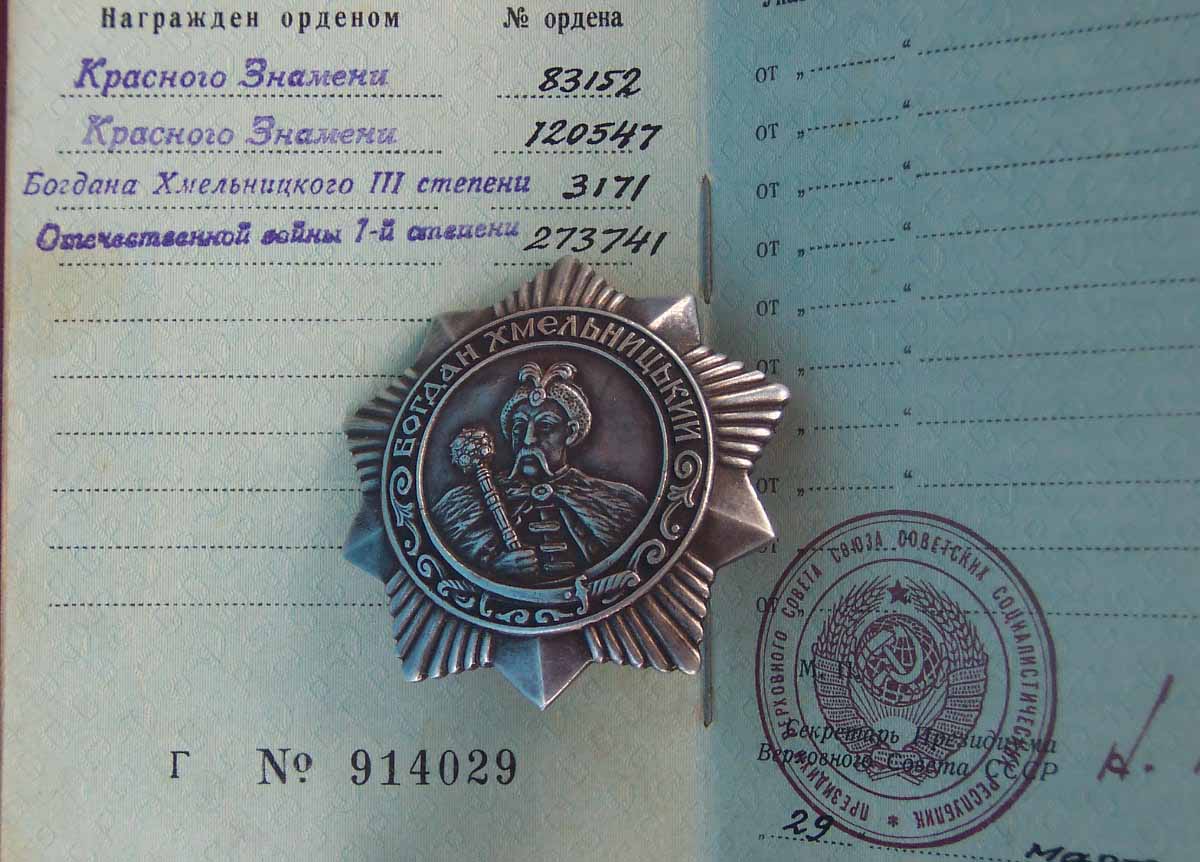 Награжден орденом № ордена
Красного Знамени 83152
Красного Знамени 120547
Богдана Хмельницкого III степени 3171
Отечественной войны 1-й степени 273741
БОГДАН ХМЕЛЬНИЦЬКИЙ
Г № 914029
от „ “
от „ “
от „ “
от „ “
от „ “
от „ “
от „ “
от „ “
от „
от „
М. П.
ПРЕЗИДИУМ ВЕРХОВНОГО СОВЕТА СОЮЗА СОВЕТСКИХ СОЦИАЛИСТИЧЕСКИХ РЕСПУБЛИК *
Секретарь Президиума
Верховного Совета СССР
„ 29 “